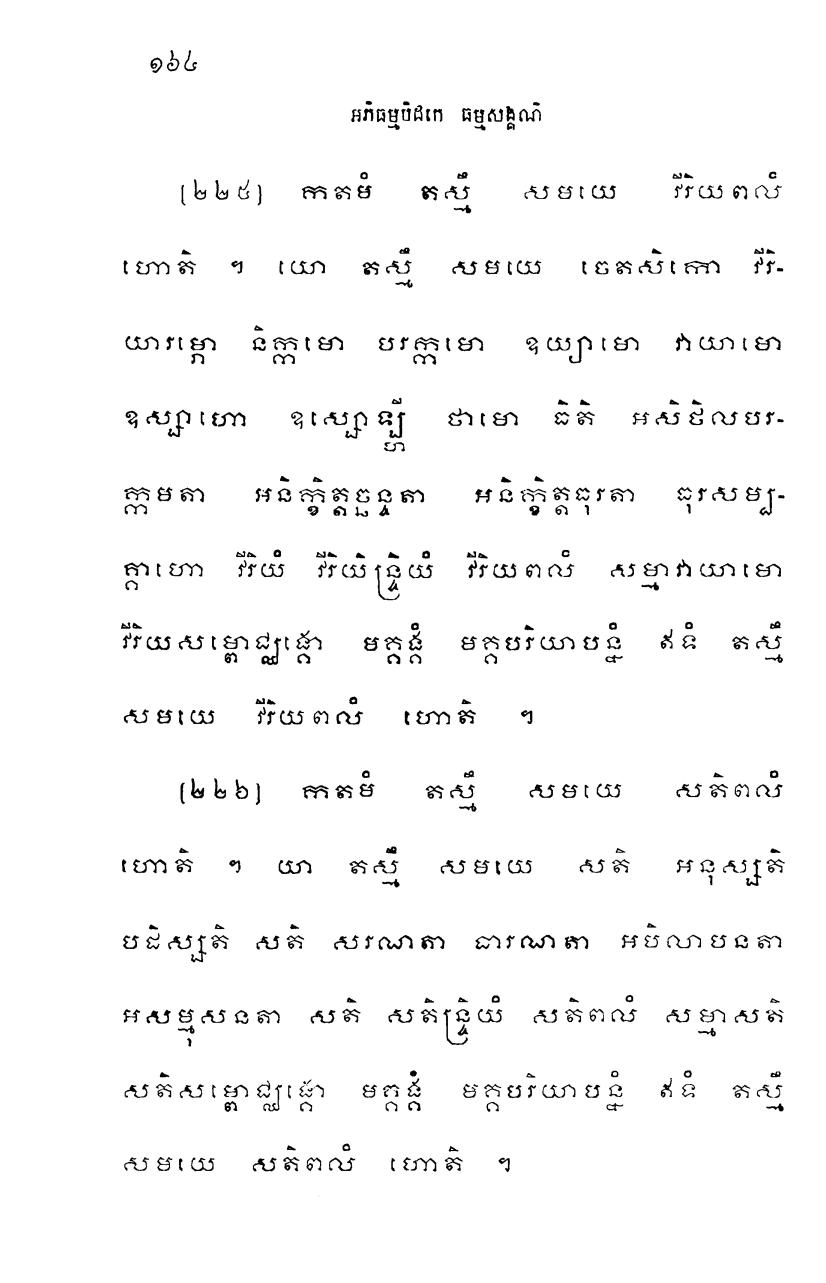 ១៦៤
អភិធម្មបិដកេ ធម្មសង្គណិ
[២២៥] កតមំ តស្មឹ សមយេ វីរិយពលំ
ហោតិ ។ យោ តស្មឹ សមយេ ចេតសិកោ វីរិ-
យារម្ភោ និក្កមោ បរក្កមោ ឧយ្យាមោ វាយាមោ
ឧស្សាហោ ឧស្សោឡ្ហី ថាមោ ធិតិ អសិថិលបរ-
ក្កមតា អនិក្ខិត្តច្ឆន្ទតា អនិក្ខិត្តធុរតា ធុរសម្ប-
គ្គាហោ វីរិយំ វីរិយិន្ទ្រិយំ វីរិយពលំ សម្មាវាយាមោ
វីរិយសម្ពោជ្ឈង្គោ មគ្គង្គំ មគ្គបរិយាបន្នំ ឥទំ តស្មឹ
សមយេ វីរិយពលំ ហោតិ ។
[២២៦] កតមំ តស្មឹ សមយេ សតិពលំ
ហោតិ ។ យា តស្មឹ សមយេ សតិ អនុស្សតិ
បដិស្សតិ សតិ សរណតា ធារណតា អបិលាបនតា
អសម្មុសនតា សតិ សតិន្ទ្រិយំ សតិពលំ សម្មាសតិ
សតិសម្ពោជ្ឈង្គោ មគ្គង្គំ មគ្គបរិយាបន្នំ ឥទំ តស្មឹ
សមយេ សតិពលំ ហោតិ ។